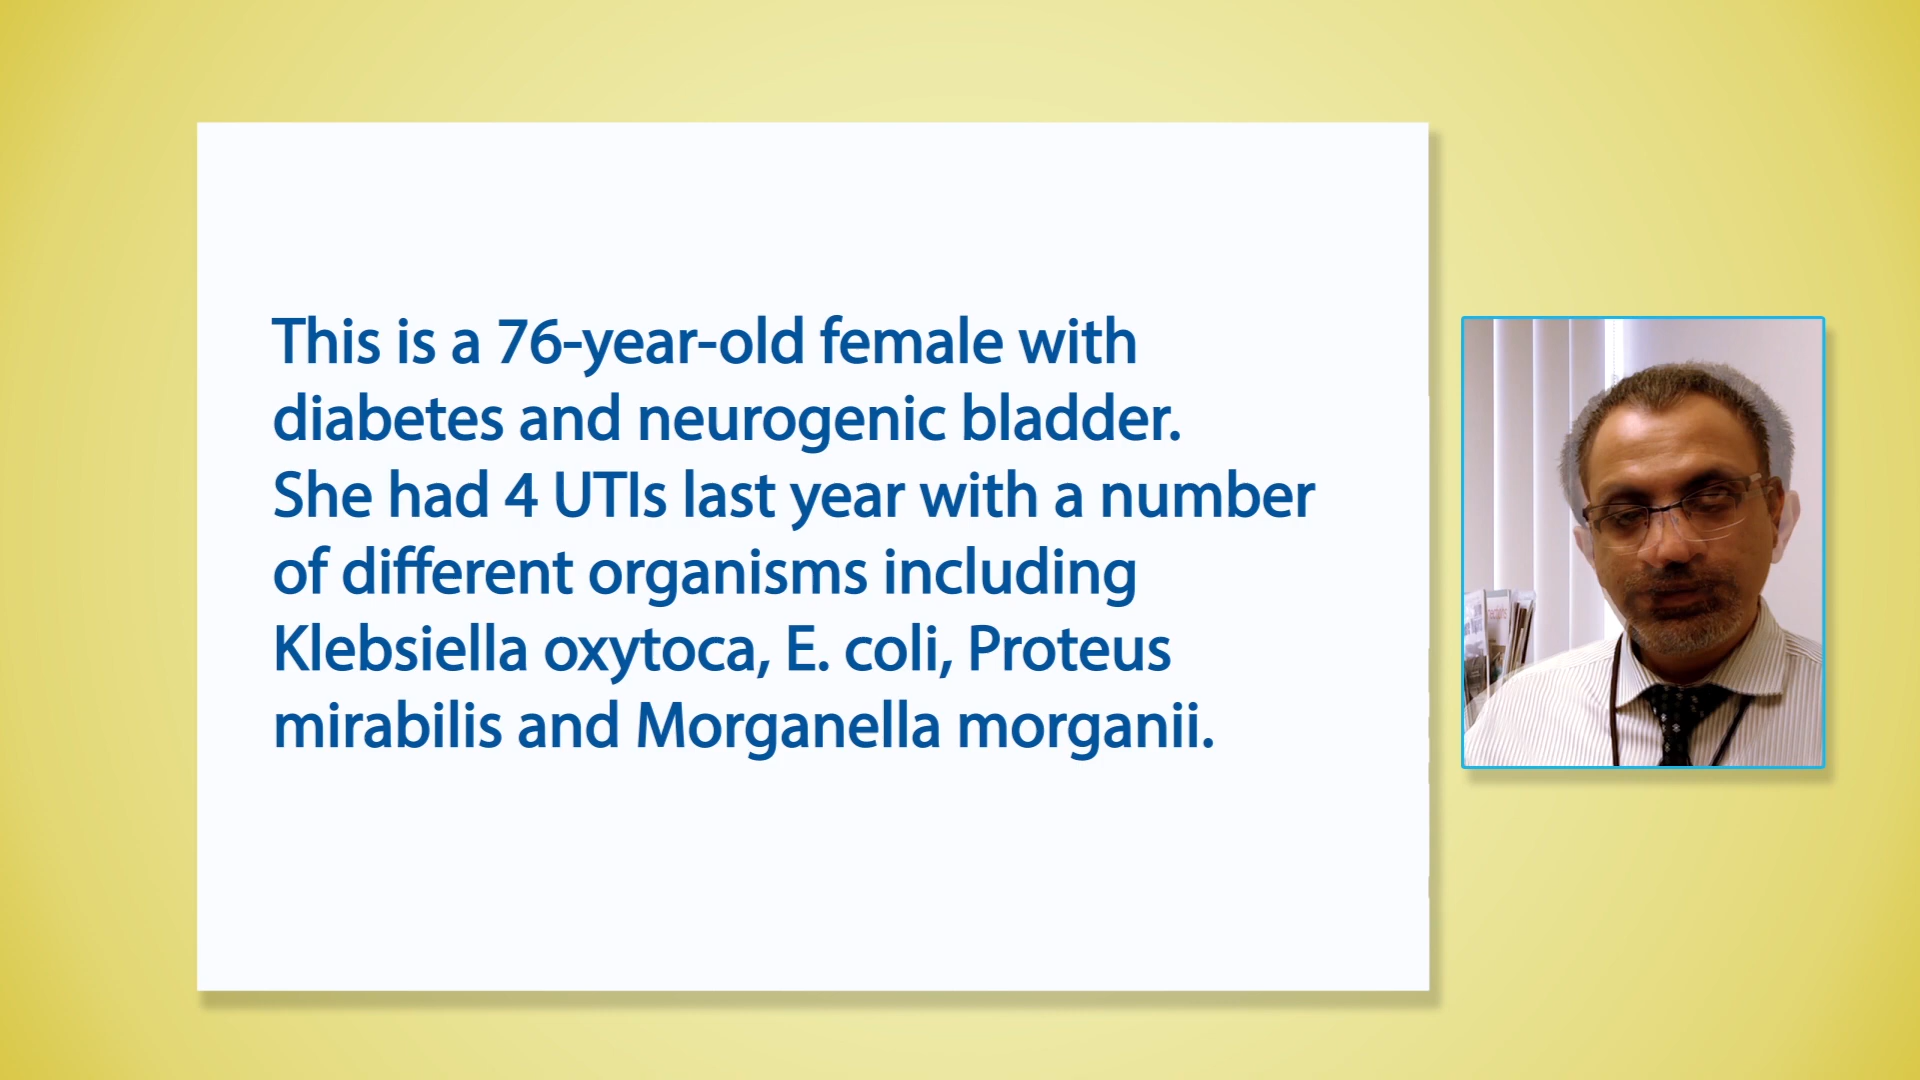 This is a 76-year-old female with
diabetes and neurogenic bladder.
She had 4 UTIs last year with a number
of different organisms including
Klebsiella oxytoca, E. coli, Proteus
mirabilis and Morganella morganii.